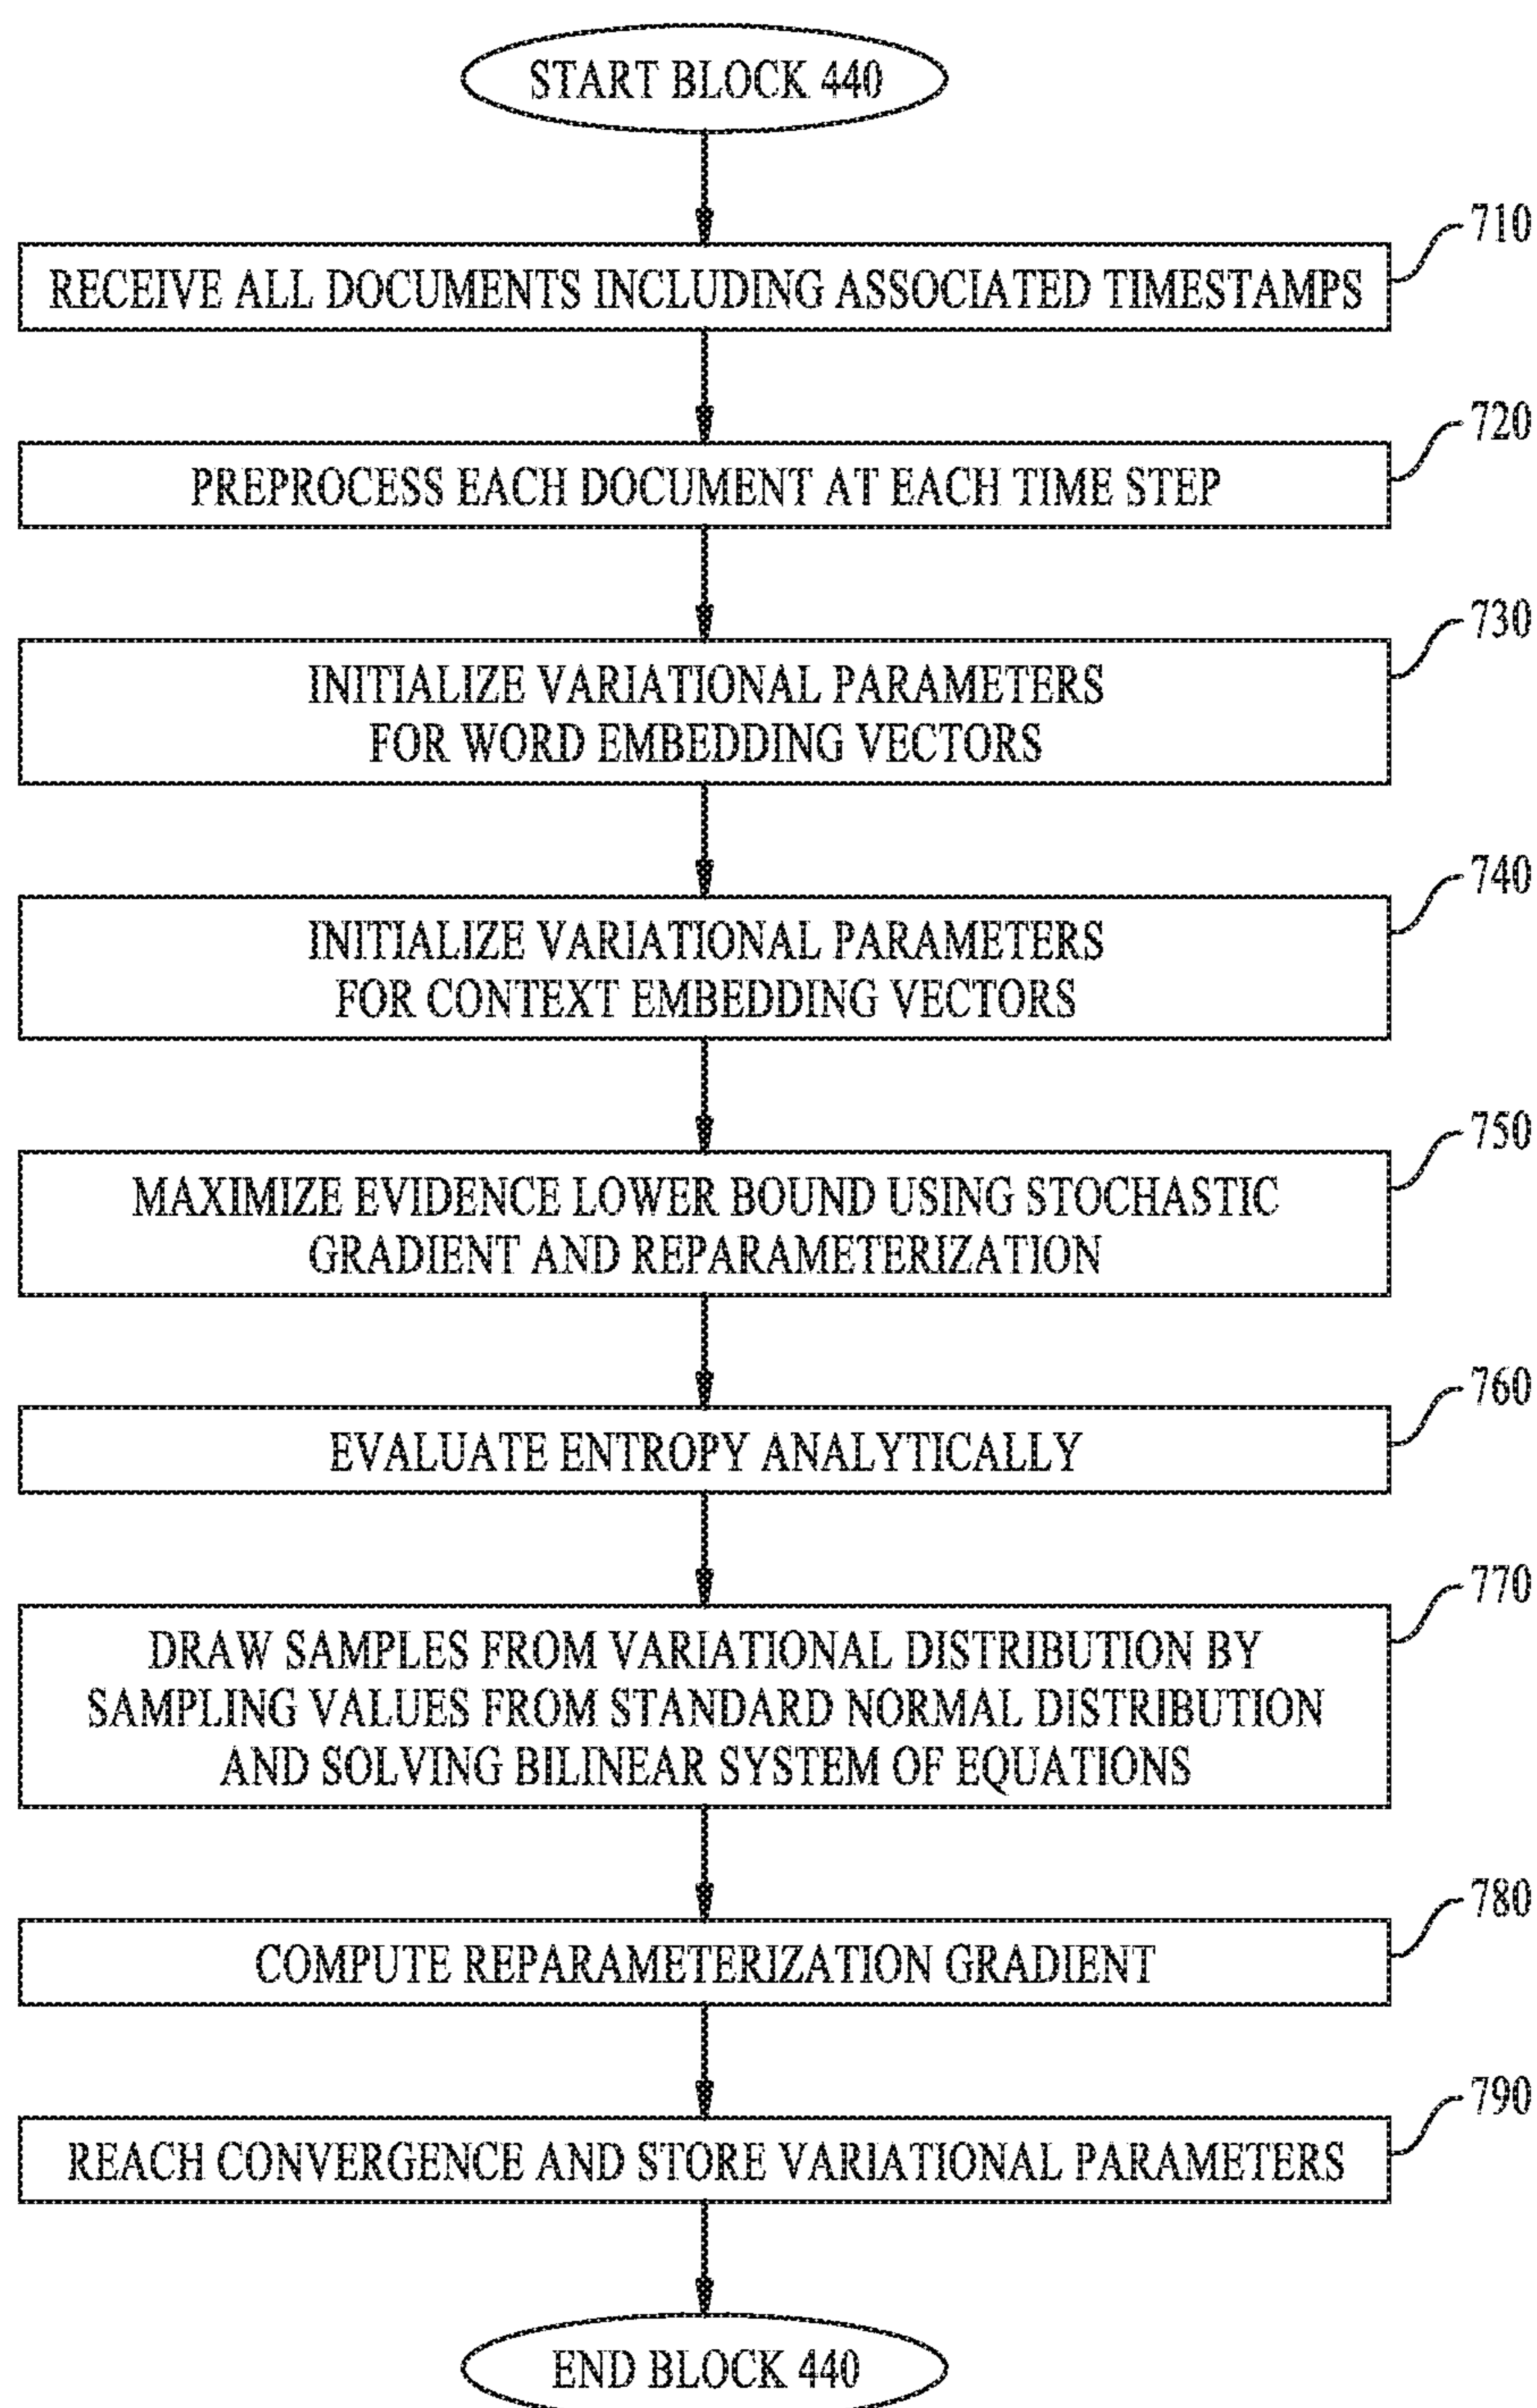 START BLOCK 440
710
RECEIVE ALL DOCUMENTS INCLUDING ASSOCIATED TIMESTAMPS
720
PREPROCESS EACH DOCUMENT AT EACH TIME STEP
730
INITIALIZE VARIATIONAL PARAMETERS
FOR WORD EMBEDDING VECTORS
740
INITIALIZE VARIATIONAL PARAMETERS
FOR CONTEXT EMBEDDING VECTORS
750
MAXIMIZE EVIDENCE LOWER BOUND USING STOCHASTIC
GRADIENT AND REPARAMETERIZATION
760
EVALUATE ENTROPY ANALYTICALLY
770
DRAW SAMPLES FROM VARIATIONAL DISTRIBUTION BY
SAMPLING VALUES FROM STANDARD NORMAL DISTRIBUTION
AND SOLVING BILINEAR SYSTEM OF EQUATIONS
780
COMPUTE REPARAMETERIZATION GRADIENT
790
REACH CONVERGENCE AND STORE VARIATIONAL PARAMETERS
END BLOCK 440